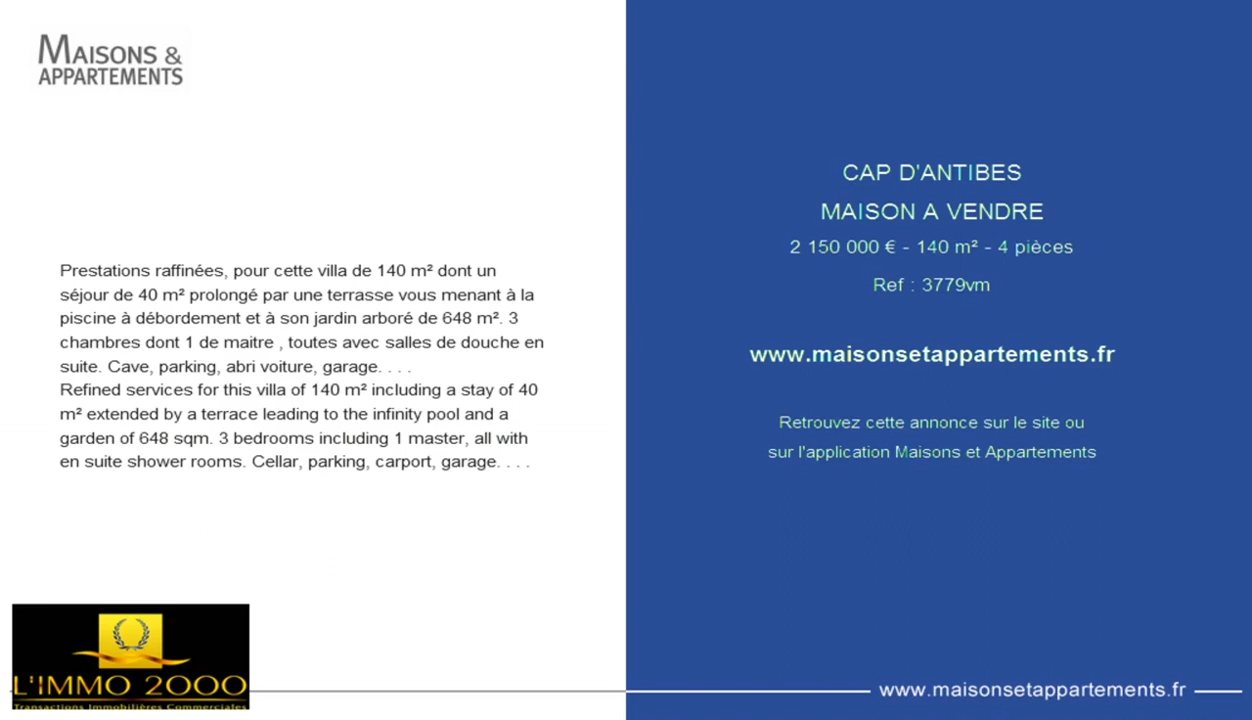 MAISONS &
APPARTEMENTS
Prestations raffinées, pour cette villa de 140 m² dont un
séjour de 40 m² prolongé par une terrasse vous menant à la
piscine à débordement et à son jardin arboré de 648 m². 3
chambres dont 1 de maitre , toutes avec salles de douche en
suite. Cave, parking, abri voiture, garage. . . .
Refined services for this villa of 140 m² including a stay of 40
m² extended by a terrace leading to the infinity pool and a
garden of 648 sqm. 3 bedrooms including 1 master, all with
en suite shower rooms. Cellar, parking, carport, garage. . . .
L'IMMO 2000
Transactions Immobilières Commerciales
CAP D'ANTIBES
MAISON A VENDRE
2 150 000 € - 140 m² - 4 pièces
Ref : 3779vm
www.maisonsetappartements.fr
Retrouvez cette annonce sur le site ou
sur l'application Maisons et Appartements
www.maisonsetappartements.fr